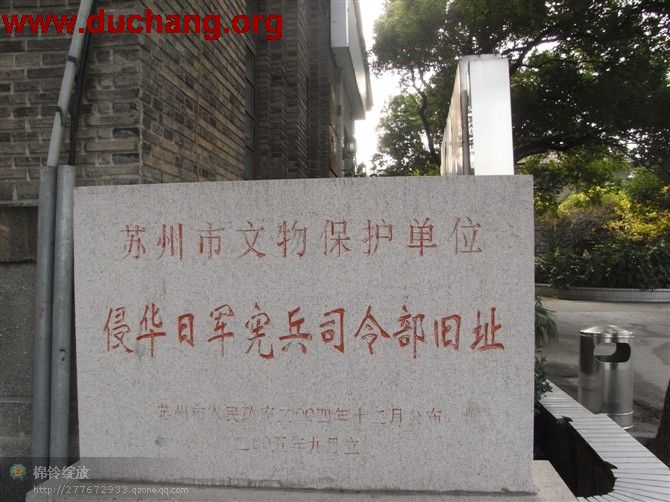 www.duchang.org
苏州市文物保护单位
侵华日军宪兵司令部旧址
苏州市人民政府二〇〇四年十二月公布
二〇〇五年九月立
棉铃绽放
http://277672933.qzone.qq.com